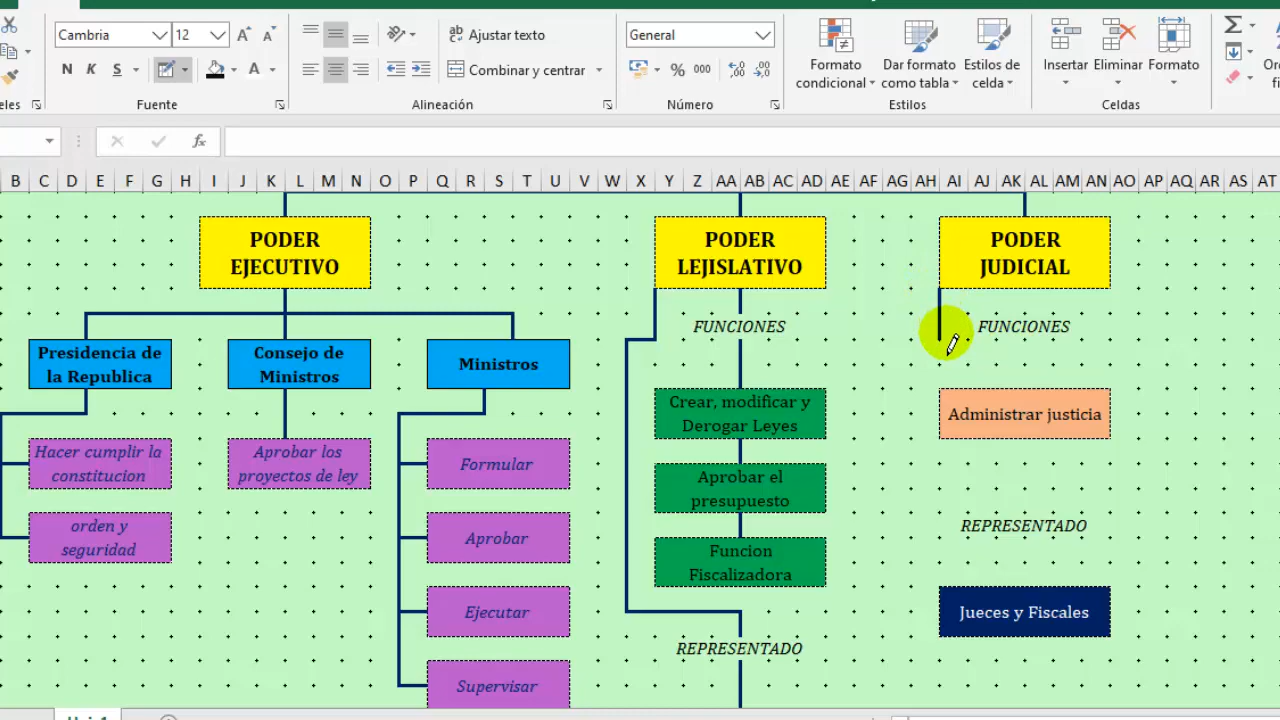 Cambria 12 Ajustar texto General
N K S A Combinar y centrar % 000
Formato condicional
Dar formato como tabla
Estilos de celda
Insertar Eliminar Formato
Fuente Alineación Número Estilos Celdas
fx
B C D E F G H I J K L M N O P Q R S T U V W X Y Z AA AB AC AD AE AF AG AH AI AJ AK AL AM AN AO AP AQ AR AS AT
PODER
EJECUTIVO
PODER
LEJISLATIVO
PODER
JUDICIAL
FUNCIONES
FUNCIONES
Presidencia de
la Republica
Consejo de
Ministros
Ministros
Crear, modificar y
Derogar Leyes
Administrar justicia
Hacer cumplir la
constitucion
Aprobar los
proyectos de ley
Formular
Aprobar el
presupuesto
orden y
seguridad
Aprobar
REPRESENTADO
Funcion
Fiscalizadora
Ejecutar
Jueces y Fiscales
REPRESENTADO
Supervisar